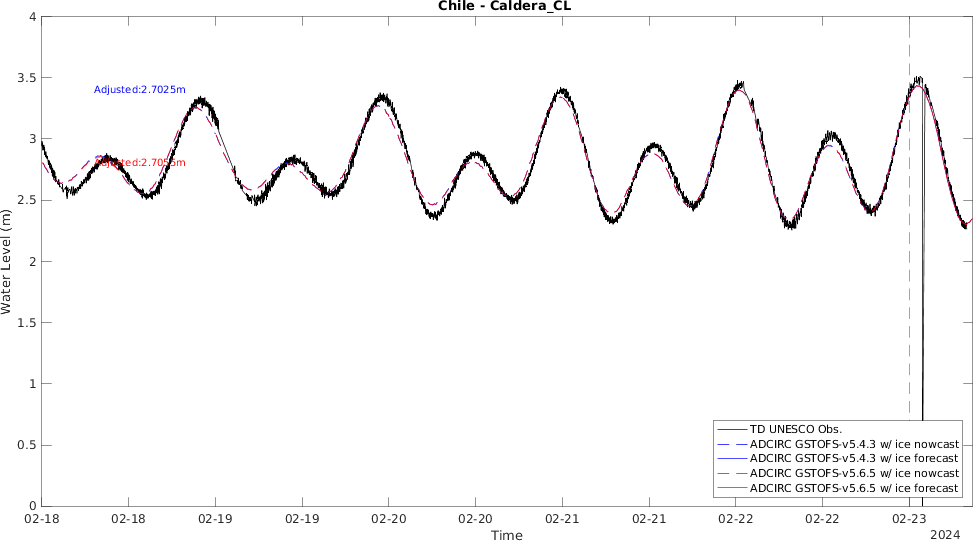 Chile - Caldera_CL
4
3.5
3
2.5
2
1.5
1
0.5
0
Water Level (m)
Adjusted:2.7025m
Adjusted:2.7055m
TD UNESCO Obs.
ADCIRC GSTOFS-v5.4.3 w/ ice nowcast
ADCIRC GSTOFS-v5.4.3 w/ ice forecast
ADCIRC GSTOFS-v5.6.5 w/ ice nowcast
ADCIRC GSTOFS-v5.6.5 w/ ice forecast
02-18 02-18 02-19 02-19 02-20 02-20 02-21 02-21 02-22 02-22 02-23
Time
2024